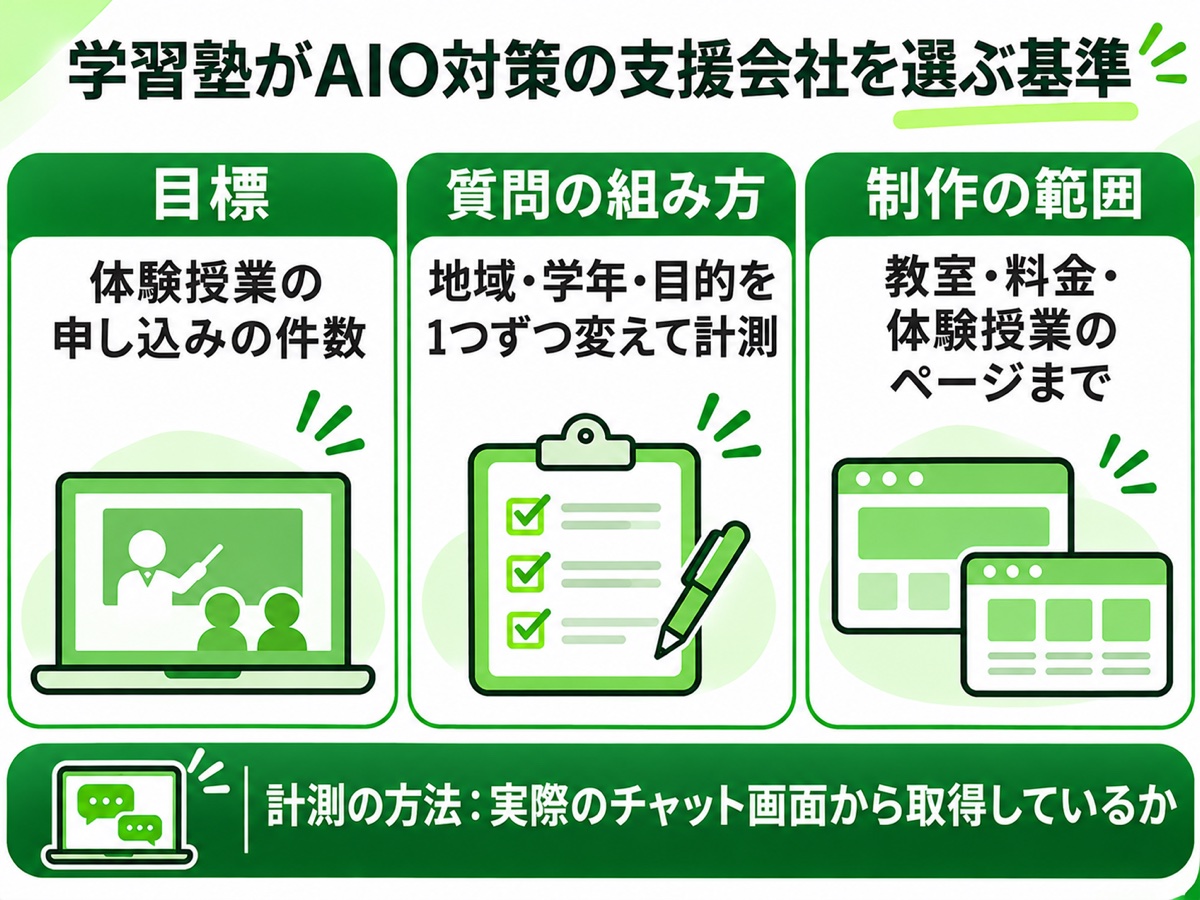 学習塾がAIO対策の支援会社を選ぶ基準
目標
体験授業の
申し込みの件数
質問の組み方
地域・学年・目的を
1つずつ変えて計測
制作の範囲
教室・料金・
体験授業の
ページまで
計測の方法：実際のチャット画面から取得しているか